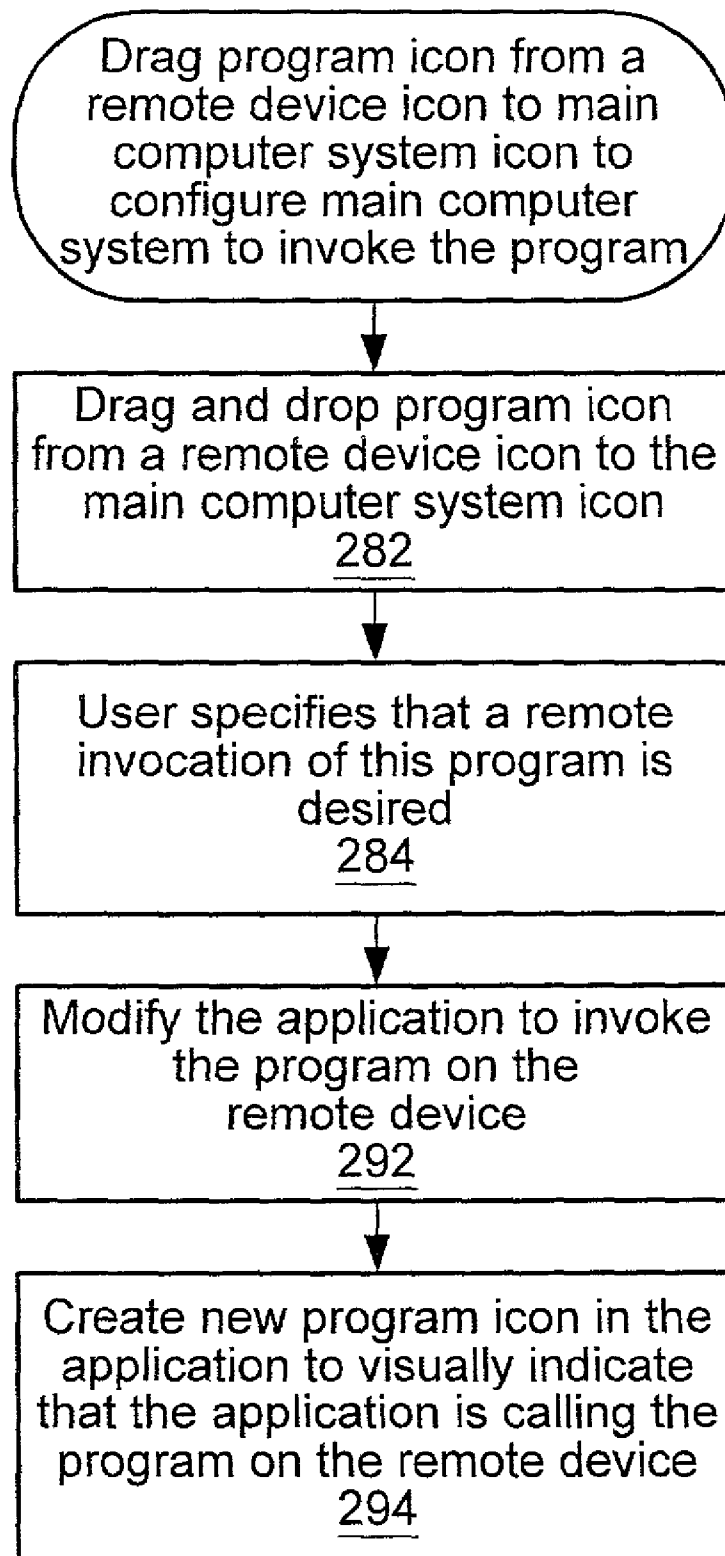 Drag program icon from a
remote device icon to main
computer system icon to
configure main computer
system to invoke the program
Drag and drop program icon
from a remote device icon to the
main computer system icon
282
User specifies that a remote
invocation of this program is
desired
284
Modify the application to invoke
the program on the
remote device
292
Create new program icon in the
application to visually indicate
that the application is calling the
program on the remote device
294